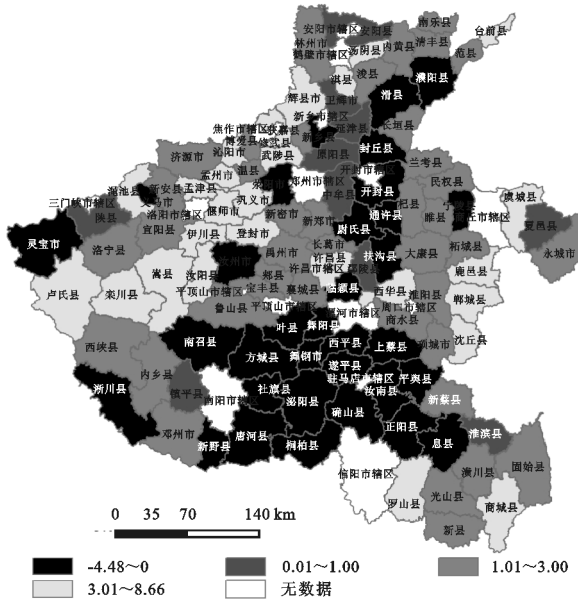 安阳市辖区 安阳县 南乐县 台前县
林州市 汤阴县 内黄县 清丰县 范县
鹤壁市辖区 濮阳县
淇县 浚县 滑县
辉县市 卫辉市
新乡市辖区 延津县 长垣县
焦作市辖区 获嘉县
博爱县 修武县
济源市 沁阳市 武陟县 原阳县 封丘县
孟州市 温县 兰考县
渑池县 新安县 孟津县 郑州市辖区 开封市辖区 民权县
义马市 巩义市 中牟县 开封县 虞城县
三门峡市辖区 偃师市 杞县 商丘市辖区
陕县 洛阳市辖区 新密市 新郑市 通许县 睢县 夏邑县
灵宝市 宜阳县 伊川县 登封市 尉氏县 永城市
洛宁县 长葛市 扶沟县 太康县 柘城县
嵩县 汝阳县 汝州市 禹州市 许昌县 鄢陵县 鹿邑县
卢氏县 栾川县 郏县 许昌市辖区
平顶山市辖区 宝丰县 襄城县 临颍县 西华县 淮阳县 郸城县
鲁山县 平顶山市辖区 漯河市辖区 周口市辖区
叶县 舞阳县 商水县 沈丘县
西峡县 南召县 西平县 上蔡县 项城市
方城县 舞钢市 遂平县
内乡县 驻马店市辖区 平舆县
淅川县 镇平县 社旗县 泌阳县 汝南县 新蔡县
南阳市辖区 确山县
邓州市 唐河县 正阳县 淮滨县
新野县 桐柏县 息县
信阳市辖区 潢川县 固始县
罗山县 光山县 商城县
新县
0 35 70 140 km
-4.48～0 0.01～1.00 1.01～3.00
3.01～8.66 无数据